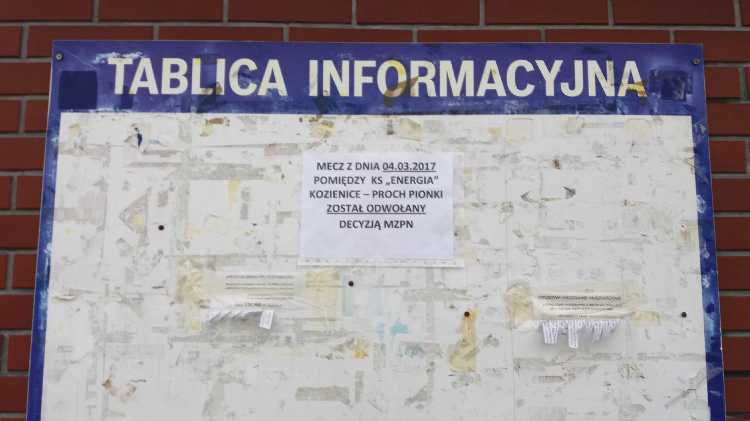 TABLICA INFORMACYJNA
MECZ Z DNIA 04.03.2017
POMIĘDZY KS „ENERGIA”
KOZIENICE – PROCH PIONKI
ZOSTAŁ ODWOŁANY
DECYZJĄ MZPN